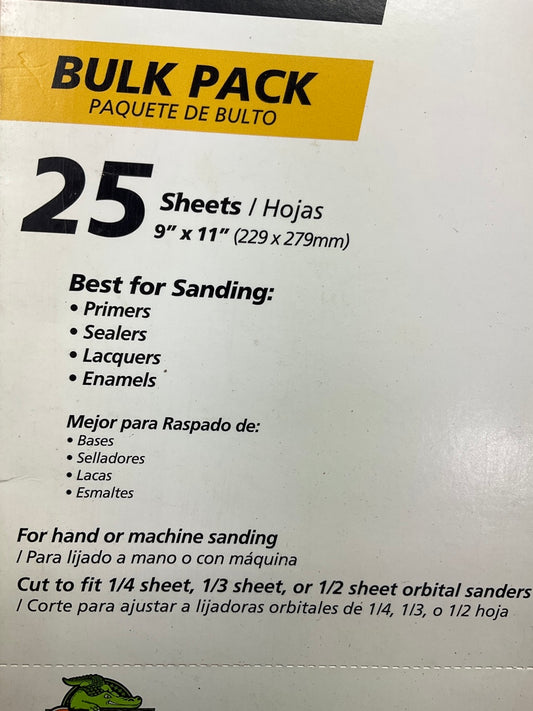 BULK PACK
PAQUETE DE BULTO
25 Sheets / Hojas
9" x 11" (229 x 279mm)
Best for Sanding:
• Primers
• Sealers
• Lacquers
• Enamels
Mejor para Raspado de:
• Bases
• Selladores
• Lacas
• Esmaltes
For hand or machine sanding
/ Para lijado a mano o con máquina
Cut to fit 1/4 sheet, 1/3 sheet, or 1/2 sheet orbital sanders
/ Corte para ajustar a lijadoras orbitales de 1/4, 1/3, o 1/2 hoja